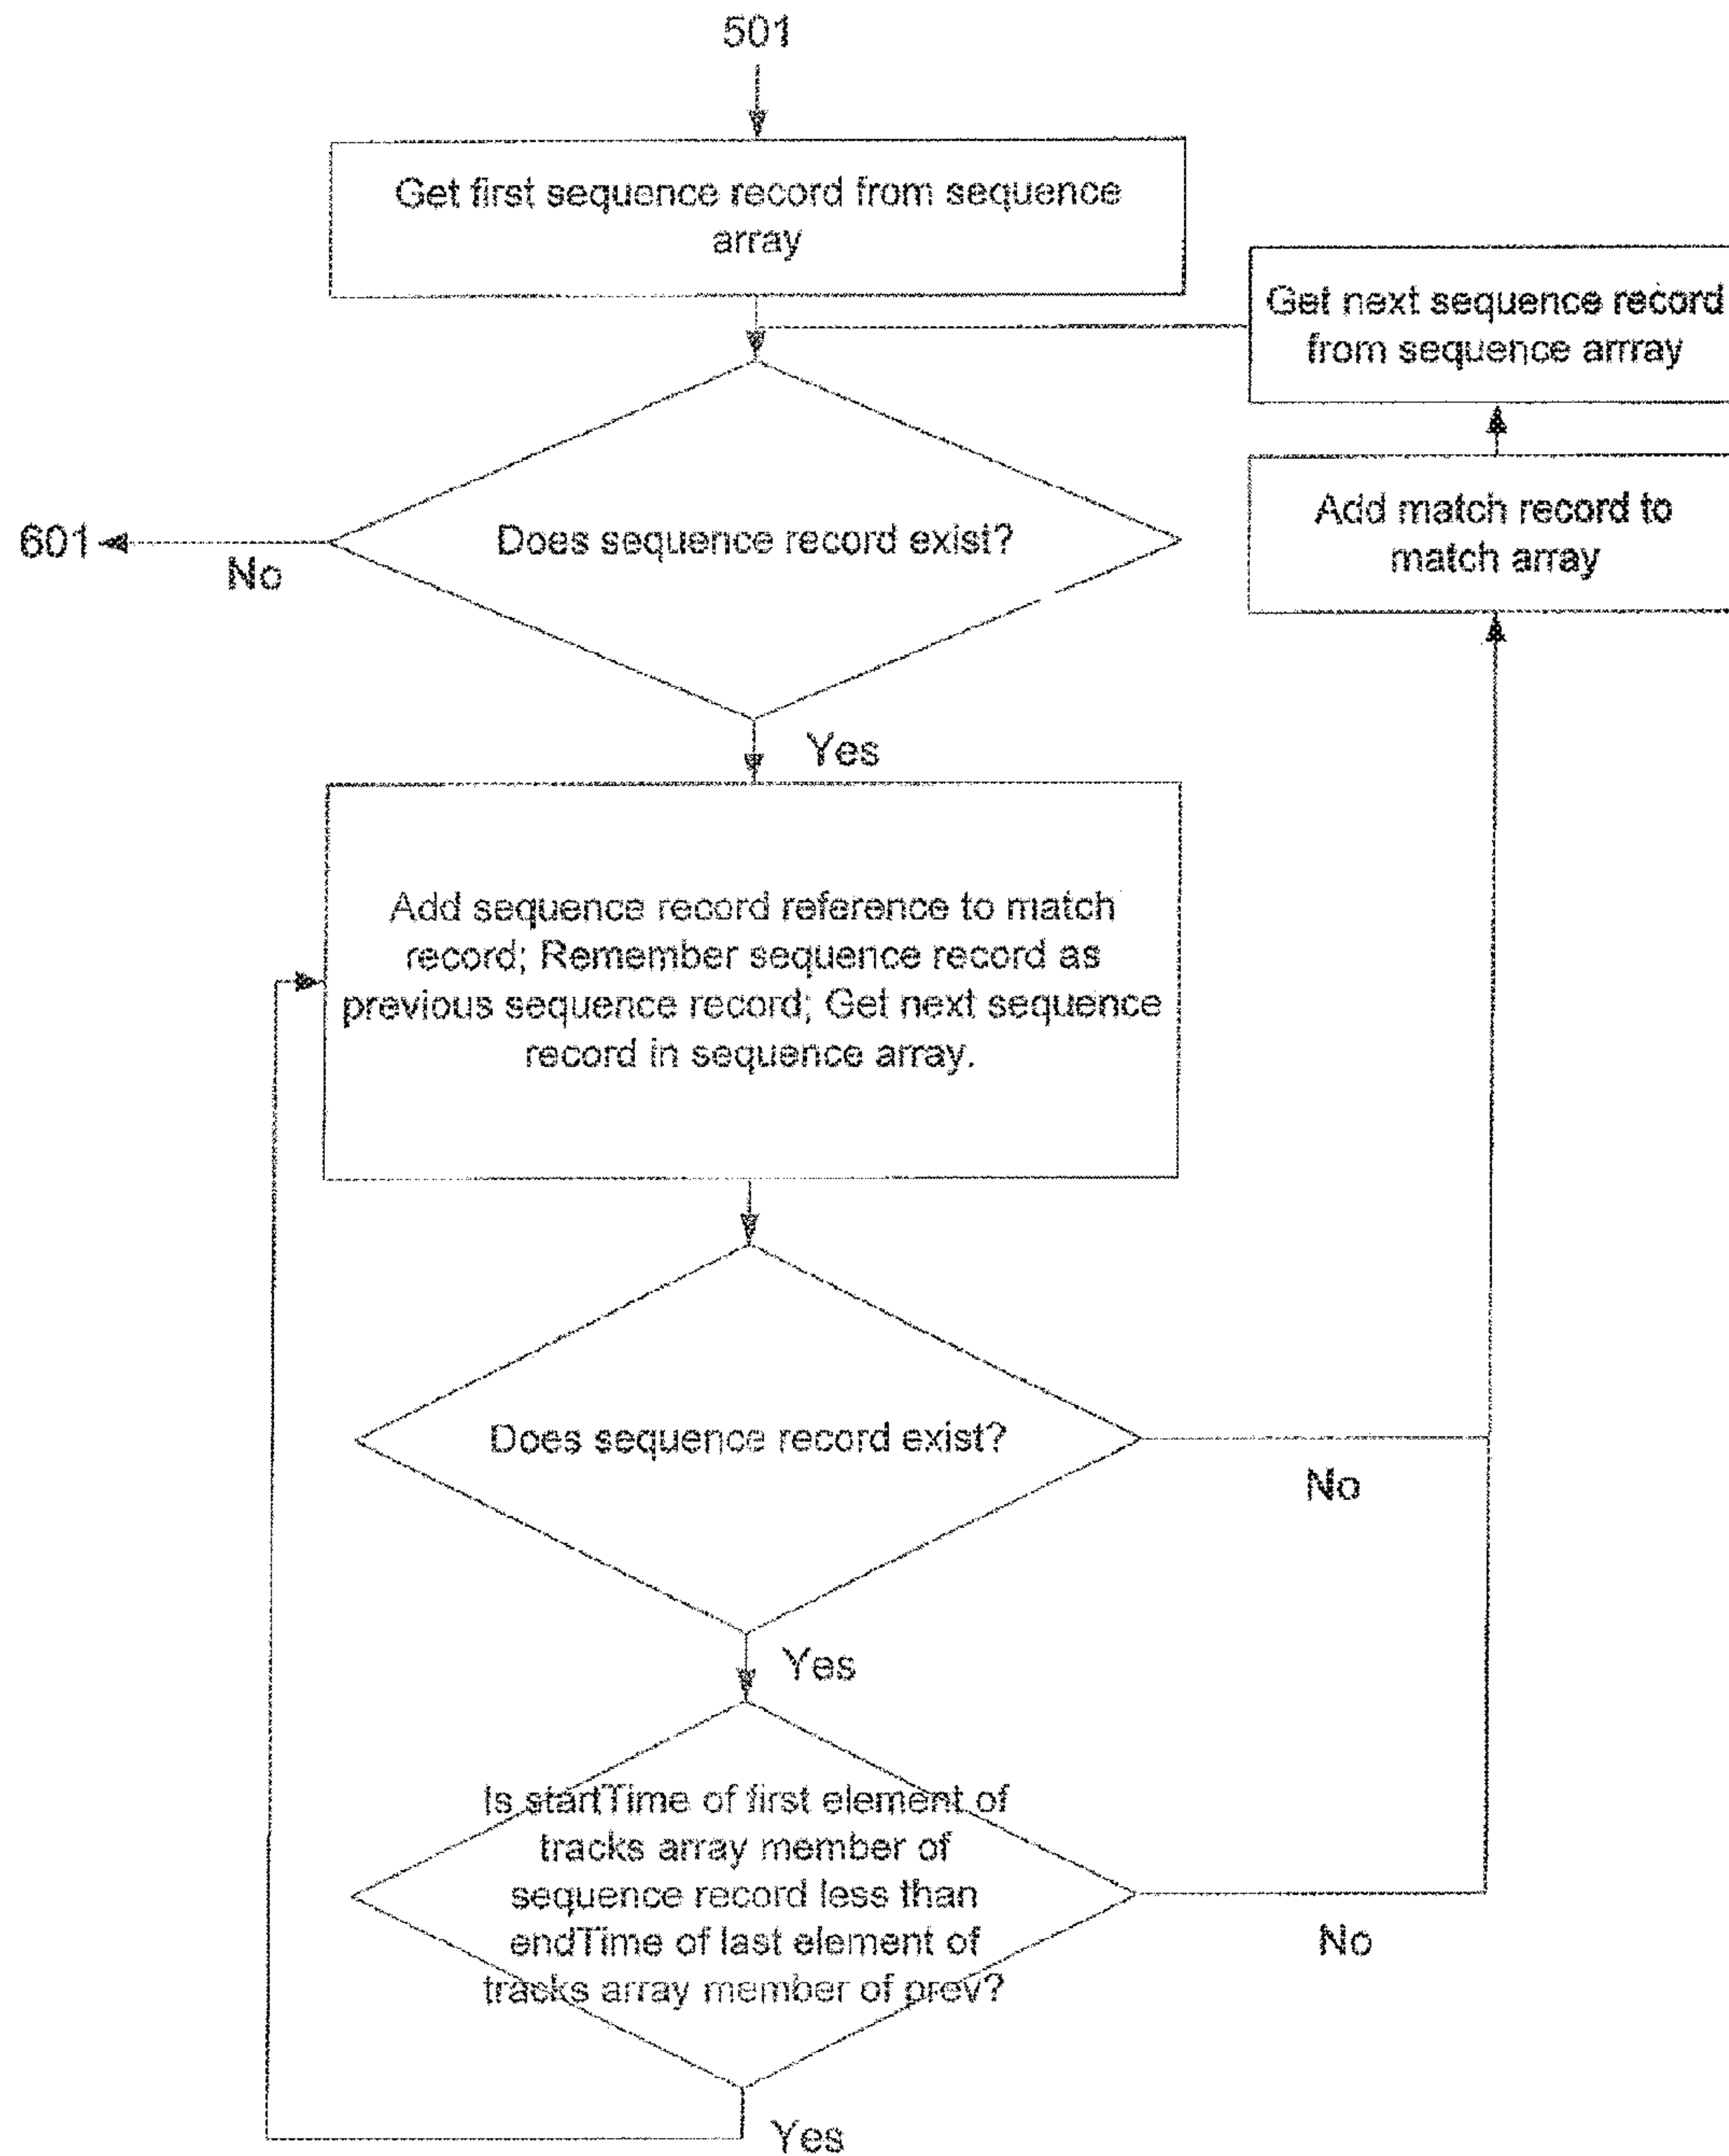 501
Get first sequence record from sequence
array
Get next sequence record
from sequence arrray
Does sequence record exist?
601
No
Add match record to
match array
Yes
Add sequence record reference to match
record; Remember sequence record as
previous sequence record; Get next sequence
record in sequence array.
Does sequence record exist?
No
Yes
Is startTime of first element of
tracks array member of
sequence record less than
endTime of last element of
tracks array member of prev?
No
Yes